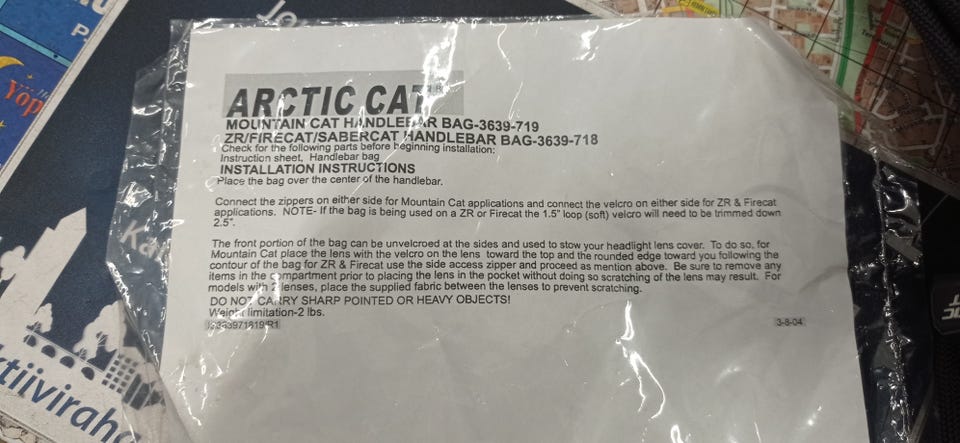 Jo
P
Yöp
Ka
ktiiviraha
ARCTIC CAT
MOUNTAIN CAT HANDLEBAR BAG-3639-719
ZR/FIRECAT/SABERCAT HANDLEBAR BAG-3639-718
Check for the following parts before beginning installation:
Instruction sheet, Handlebar bag
INSTALLATION INSTRUCTIONS
Place the bag over the center of the handlebar.
Connect the zippers on either side for Mountain Cat applications and connect the velcro on either side for ZR & Firecat
applications. NOTE- If the bag is being used on a ZR or Firecat the 1.5" loop (soft) velcro will need to be trimmed down
2.5".
The front portion of the bag can be unvelcroed at the sides and used to stow your headlight lens cover. To do so, for
Mountain Cat place the lens with the velcro on the lens toward the top and the rounded edge toward you following the
contour of the bag for ZR & Firecat use the side access zipper and proceed as mention above. Be sure to remove any
items in the compartment prior to placing the lens in the pocket without doing so scratching of the lens may result. For
models with 2 lenses, place the supplied fabric between the lenses to prevent scratching.
DO NOT CARRY SHARP POINTED OR HEAVY OBJECTS!
Weight limitation-2 lbs.
3-8-04